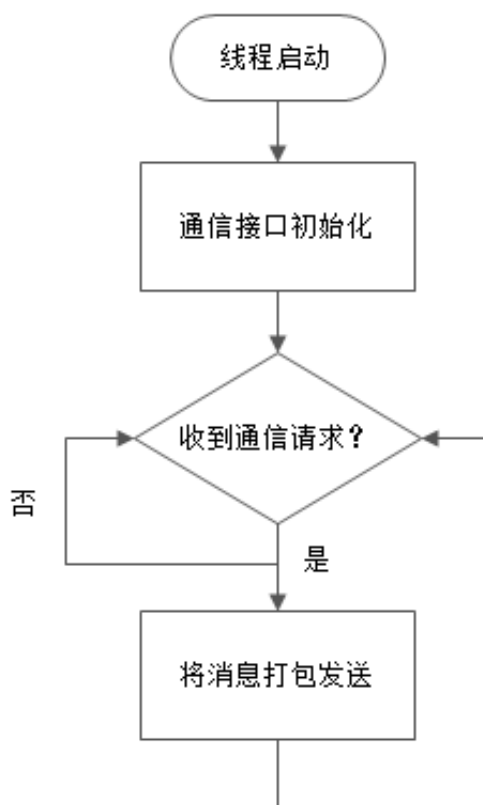 线程启动
通信接口初始化
收到通信请求？
否
是
将消息打包发送